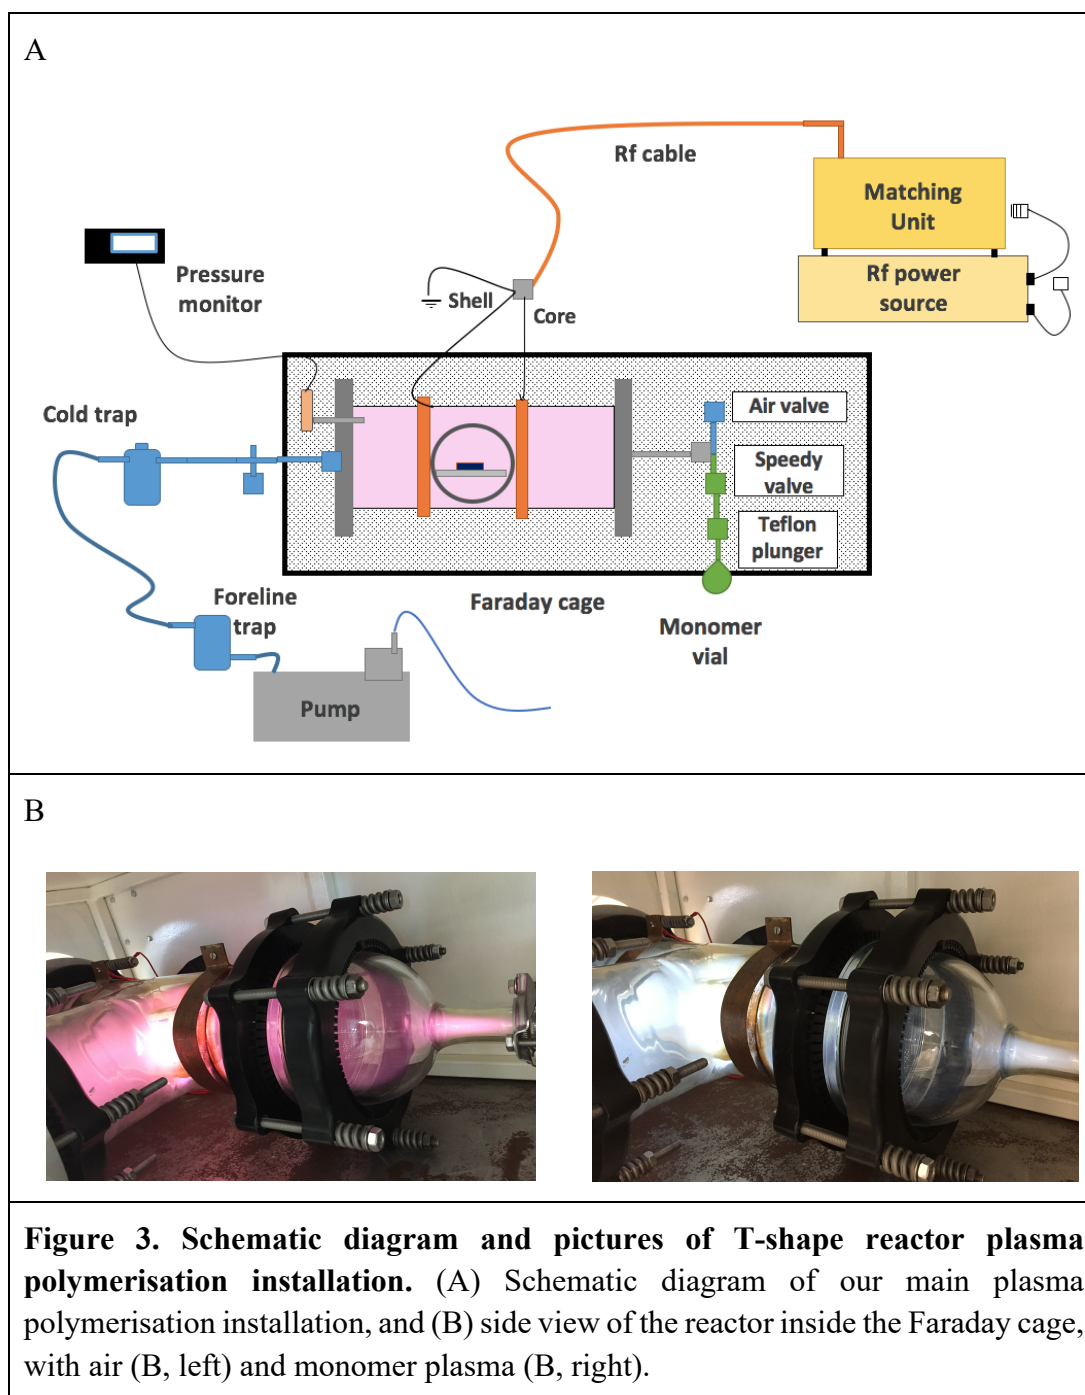 A
Rf cable
Matching
Unit
Rf power
source
Pressure
monitor
Shell
Core
Cold trap
Air valve
Speedy
valve
Teflon
plunger
Foreline
trap
Faraday cage
Monomer
vial
Pump
B
Figure 3. Schematic diagram and pictures of T-shape reactor plasma
polymerisation installation. (A) Schematic diagram of our main plasma
polymerisation installation, and (B) side view of the reactor inside the Faraday cage,
with air (B, left) and monomer plasma (B, right).